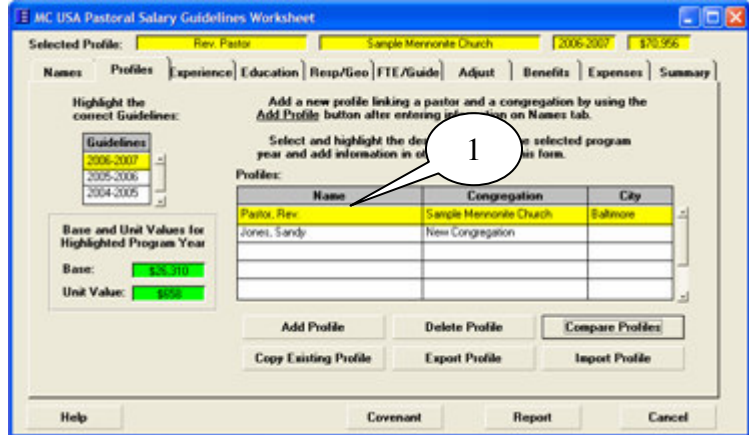 MC USA Pastoral Salary Guidelines Worksheet
Selected Profile: Rev. Pastor Sample Mennonite Church 2006-2007 $70,956
Names Profiles Experience Education Resp/Geo FTE/Guide Adjust Benefits Expenses Summary
Highlight the
correct Guidelines:
Guidelines
2006-2007
2005-2006
2004-2005
Base and Unit Values for
Highlighted Program Year
Base: $26,310
Unit Value: $658
Add a new profile linking a pastor and a congregation by using the
Add Profile button after entering information on Names
tab.
Select and highlight the selected program
year and add information in this form.
1
Profiles:
Name Congregation City
Pastor, Rev. Sample Mennonite Church Baltimore
Jones, Sandy New Congregation
Add Profile Delete Profile Compare Profiles
Copy Existing Profile Export Profile Import Profile
Help Covenant Report Cancel